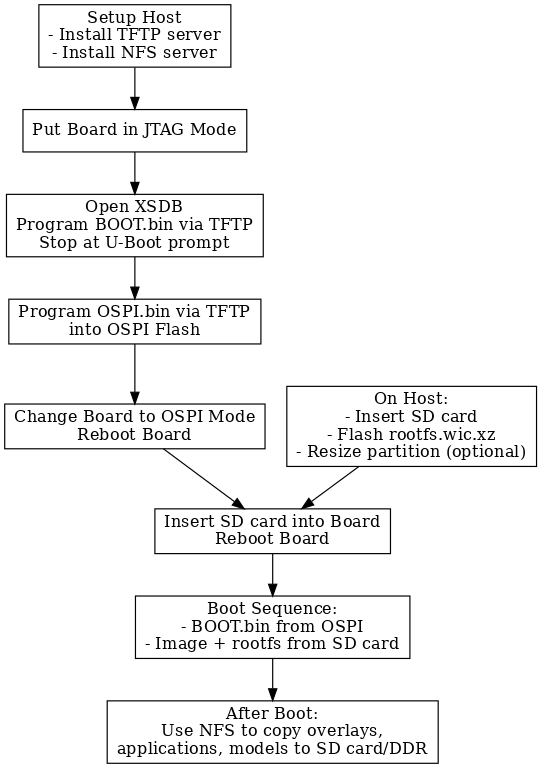 Setup Host
- Install TFTP server
- Install NFS server
Put Board in JTAG Mode
Open XSDB
Program BOOT.bin via TFTP
Stop at U-Boot prompt
Program OSPI.bin via TFTP
into OSPI Flash
Change Board to OSPI Mode
Reboot Board
On Host:
- Insert SD card
- Flash rootfs.wic.xz
- Resize partition (optional)
Insert SD card into Board
Reboot Board
Boot Sequence:
- BOOT.bin from OSPI
- Image + rootfs from SD card
After Boot:
Use NFS to copy overlays,
applications, models to SD card/DDR